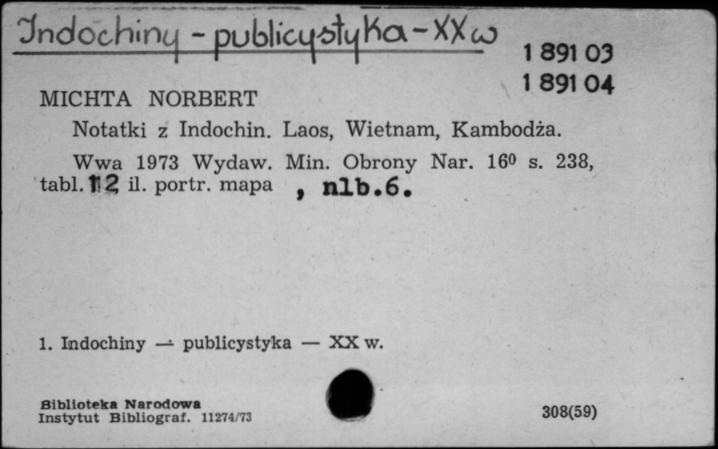 Indochiny - publicystyka - XX w
1 891 03
1 891 04
MICHTA NORBERT
Notatki z Indochin. Laos, Wietnam, Kambodża.
Wwa 1973 Wydaw. Min. Obrony Nar. 16⁰ s. 238,
tabl. 12 il. portr. mapa , nlb.6.
1. Indochiny — publicystyka — XX w.
Biblioteka Narodowa
Instytut Bibliograf. 11274/73
308(59)